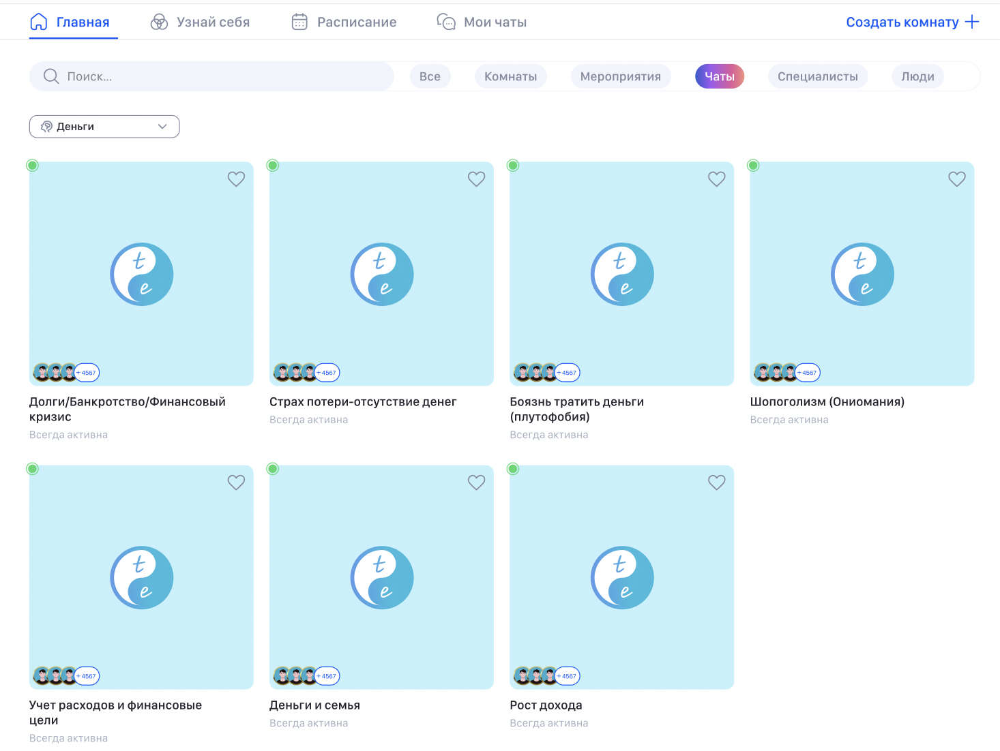 Главная
Узнай себя
Расписание
Мои чаты
Создать комнату
Поиск...
Все
Комнаты
Мероприятия
Чаты
Специалисты
Люди
Деньги
t
e
+4567
t
e
+4567
t
e
+4567
t
e
+4567
Долги/Банкротство/Финансовый
кризис
Всегда активна
Страх потери-отсутствие денег
Всегда активна
Боязнь тратить деньги
(плутофобия)
Всегда активна
Шопоголизм (Ониомания)
Всегда активна
t
e
+4567
t
e
+4567
t
e
+4567
Учет расходов и финансовые
цели
Всегда активна
Деньги и семья
Всегда активна
Рост дохода
Всегда активна